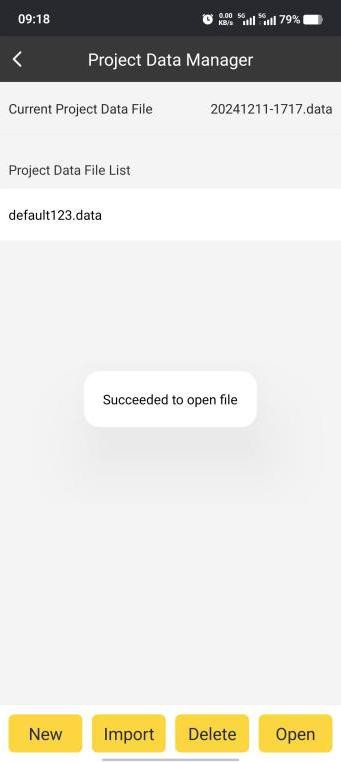 09:18
0.00 KB/s 5G 5G 79%
Project Data Manager
Current Project Data File 20241211-1717.data
Project Data File List
default123.data
Succeeded to open file
New Import Delete Open